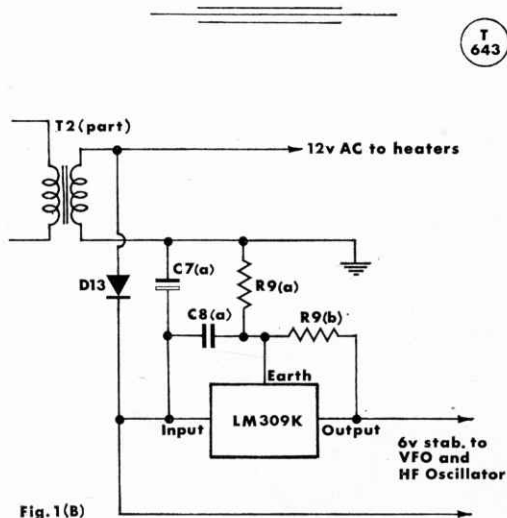 T
643
T2(part)
12v AC to heaters
C7(a)
D13
R9(a)
C8(a)
R9(b)
Earth
Input
LM309K
Output
6v stab. to
VFO and
HF Oscillator
Fig.1(B)